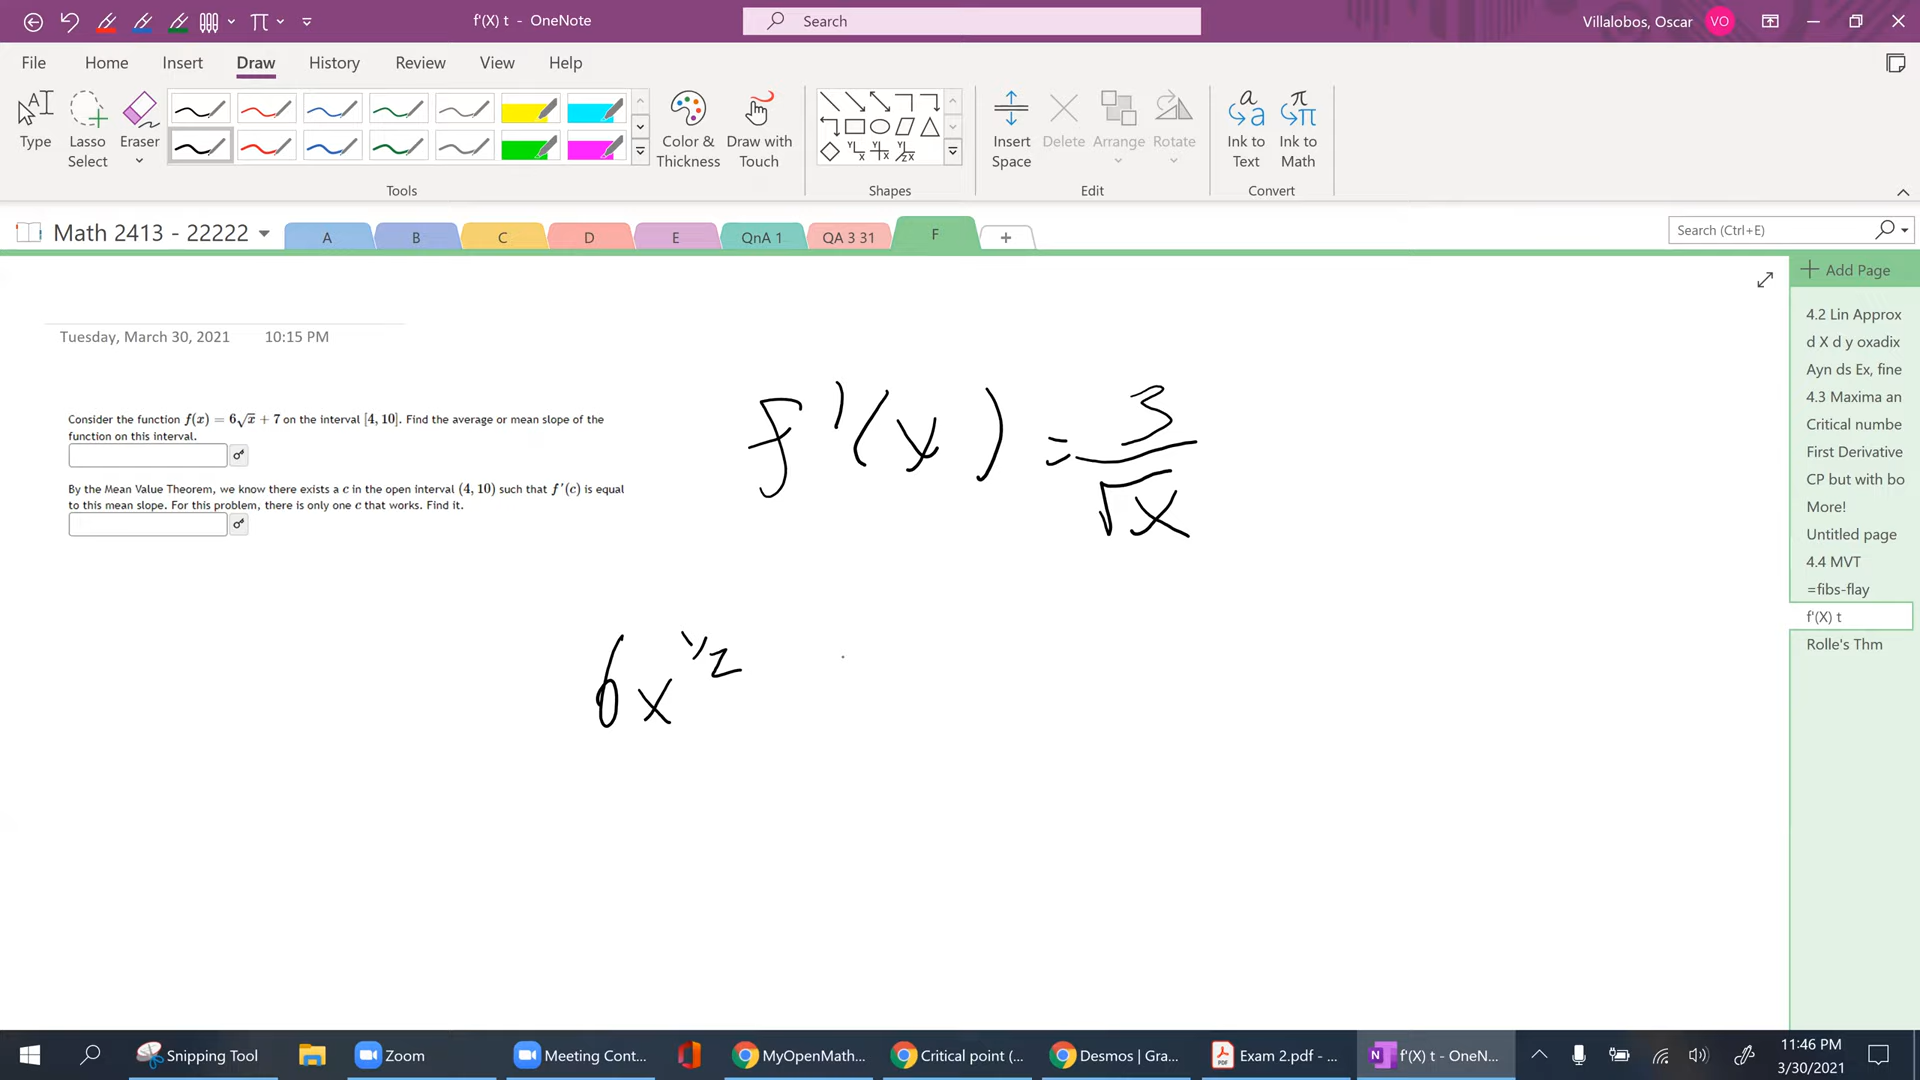 f'(X) t - OneNote
Search
Villalobos, Oscar
VO
File Home Insert Draw History Review View Help
Type
Lasso Select
Eraser
Color & Thickness
Draw with Touch
Insert Space
Delete
Arrange
Rotate
Ink to Text
Ink to Math
Tools
Shapes
Edit
Convert
Math 2413 - 22222
A B C D E QnA 1 QA 3 31 F +
Search (Ctrl+E)
Add Page
4.2 Lin Approx
d X d y oxadix
Ayn ds Ex, fine
4.3 Maxima an
Critical numbe
First Derivative
CP but with bo
More!
Untitled page
4.4 MVT
=fibs-flay
f'(X) t
Rolle's Thm
Tuesday, March 30, 2021 10:15 PM
Consider the function f(x) = 6√x + 7 on the interval [4, 10]. Find the average or mean slope of the
function on this interval.
By the Mean Value Theorem, we know there exists a c in the open interval (4, 10) such that f'(c) is equal
to this mean slope. For this problem, there is only one c that works. Find it.
f'(x) = 3/√x
6x^1/2
Snipping Tool
Zoom
Meeting Cont...
MyOpenMath...
Critical point (...
Desmos | Gra...
Exam 2.pdf - ...
f'(X) t - OneN...
11:46 PM
3/30/2021